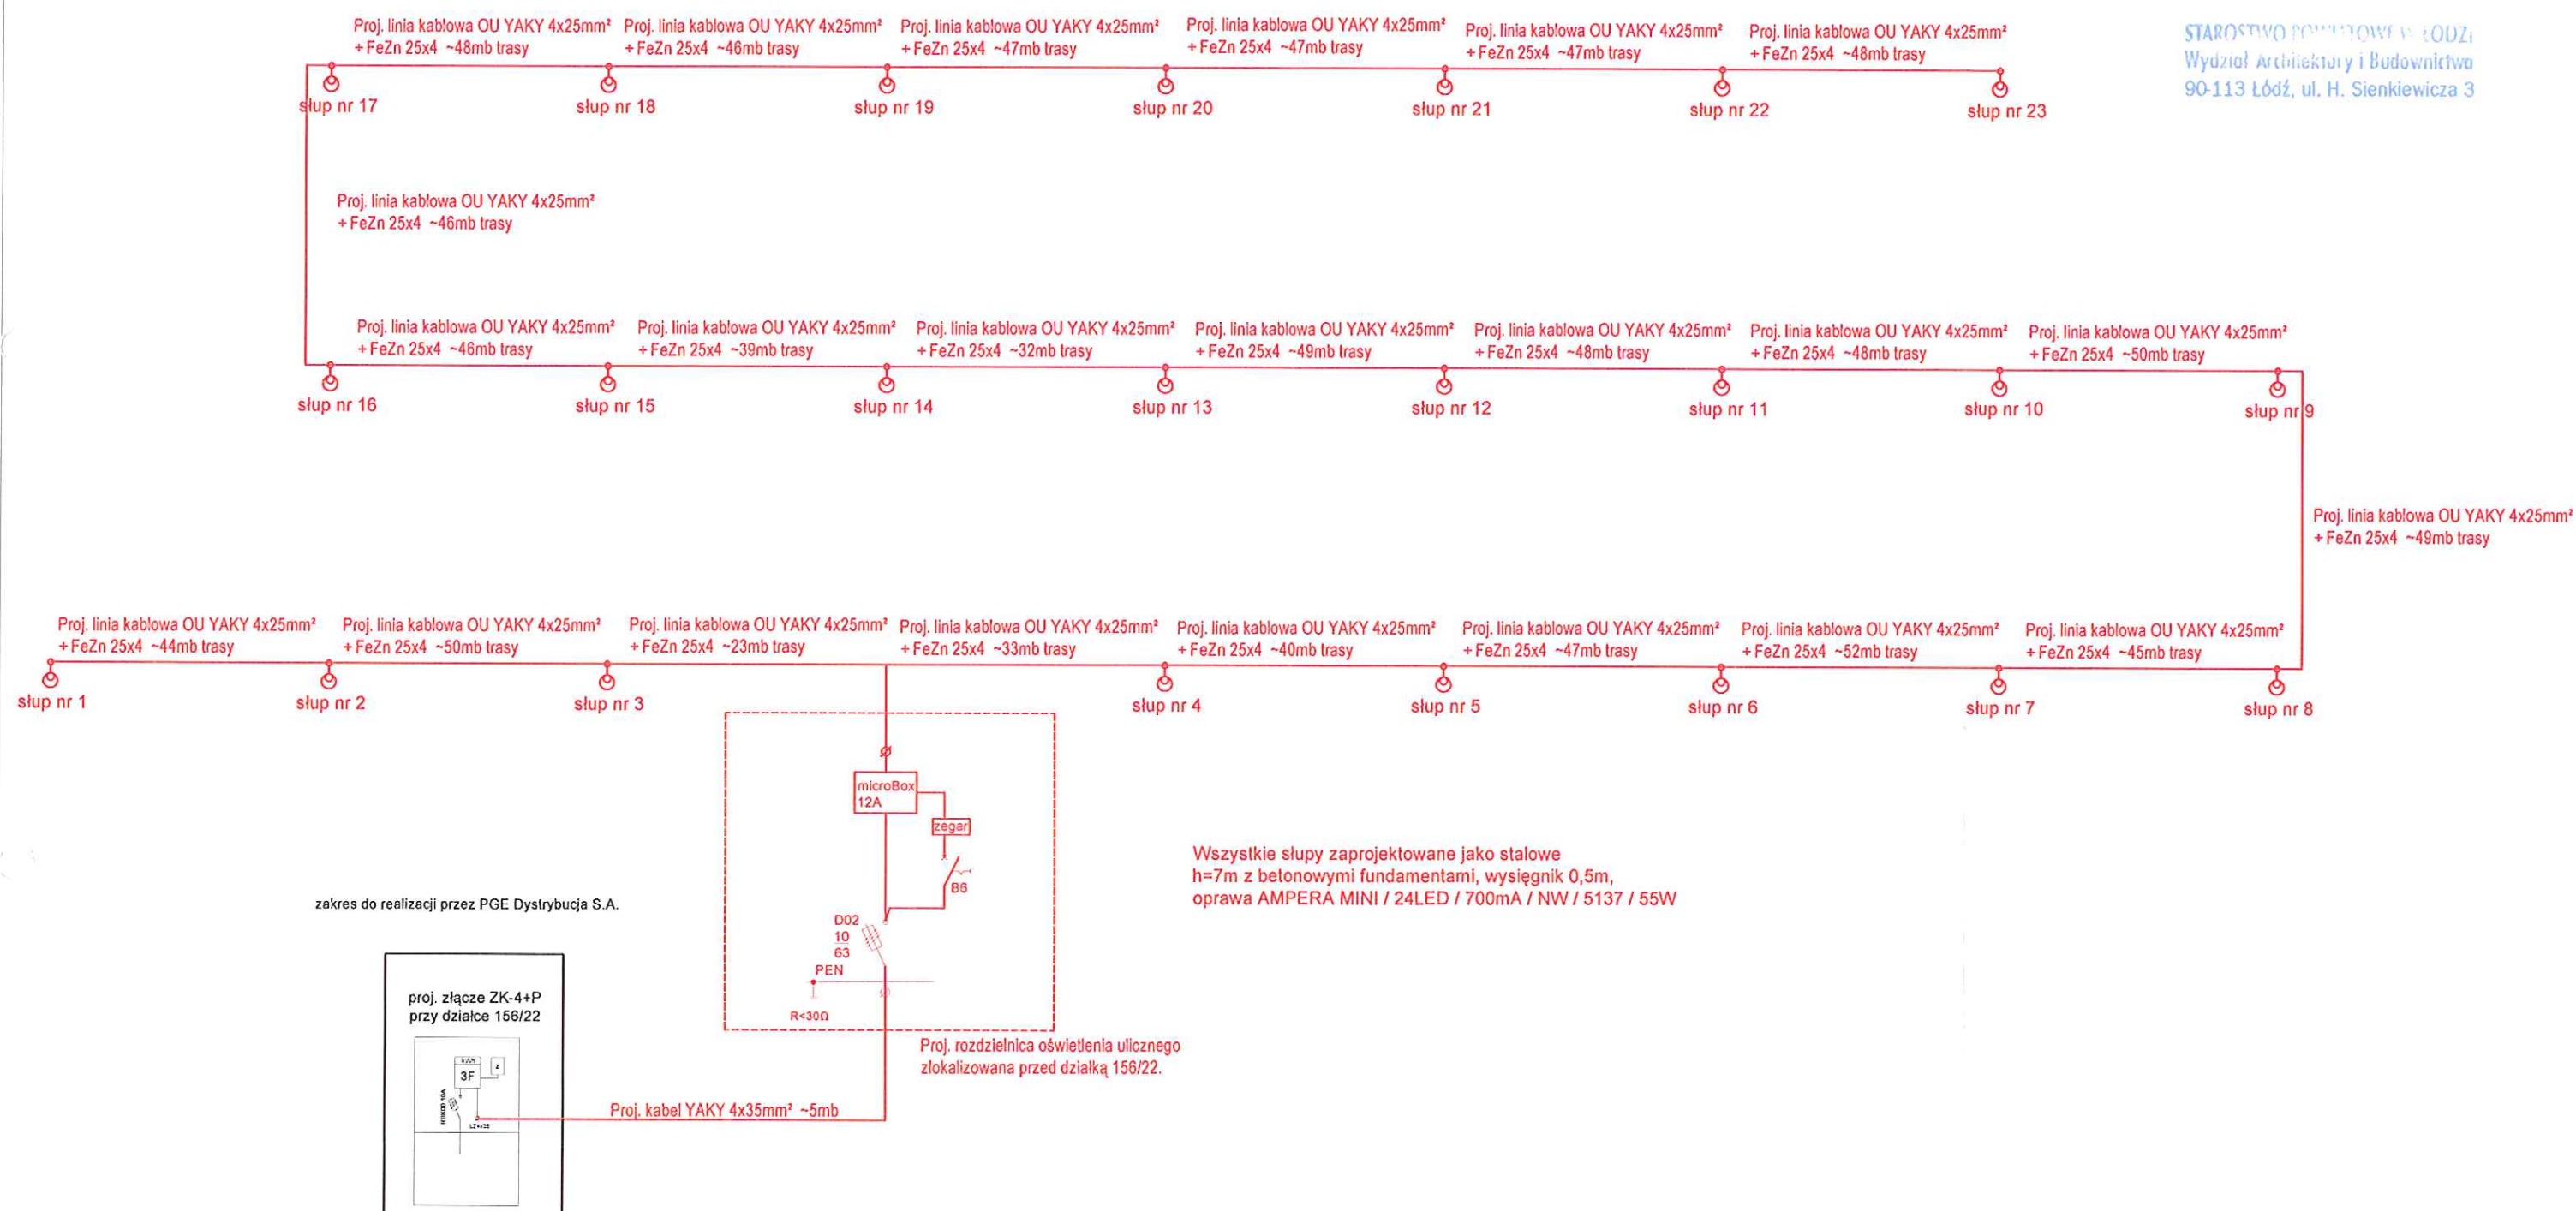 Proj. linia kablowa OU YAKY 4x25mm²
+ FeZn 25x4 ~48mb trasy
Proj. linia kablowa OU YAKY 4x25mm²
+ FeZn 25x4 ~46mb trasy
Proj. linia kablowa OU YAKY 4x25mm²
+ FeZn 25x4 ~47mb trasy
Proj. linia kablowa OU YAKY 4x25mm²
+ FeZn 25x4 ~47mb trasy
Proj. linia kablowa OU YAKY 4x25mm²
+ FeZn 25x4 ~47mb trasy
Proj. linia kablowa OU YAKY 4x25mm²
+ FeZn 25x4 ~48mb trasy
STAROSTWO POWIATOWE W ŁODZI
Wydział Architektury i Budownictwa
90-113 Łódź, ul. H. Sienkiewicza 3
słup nr 17
słup nr 18
słup nr 19
słup nr 20
słup nr 21
słup nr 22
słup nr 23
Proj. linia kablowa OU YAKY 4x25mm²
+ FeZn 25x4 ~46mb trasy
Proj. linia kablowa OU YAKY 4x25mm²
+ FeZn 25x4 ~46mb trasy
Proj. linia kablowa OU YAKY 4x25mm²
+ FeZn 25x4 ~39mb trasy
Proj. linia kablowa OU YAKY 4x25mm²
+ FeZn 25x4 ~32mb trasy
Proj. linia kablowa OU YAKY 4x25mm²
+ FeZn 25x4 ~49mb trasy
Proj. linia kablowa OU YAKY 4x25mm²
+ FeZn 25x4 ~48mb trasy
Proj. linia kablowa OU YAKY 4x25mm²
+ FeZn 25x4 ~48mb trasy
Proj. linia kablowa OU YAKY 4x25mm²
+ FeZn 25x4 ~50mb trasy
słup nr 16
słup nr 15
słup nr 14
słup nr 13
słup nr 12
słup nr 11
słup nr 10
słup nr 9
Proj. linia kablowa OU YAKY 4x25mm²
+ FeZn 25x4 ~49mb trasy
Proj. linia kablowa OU YAKY 4x25mm²
+ FeZn 25x4 ~44mb trasy
Proj. linia kablowa OU YAKY 4x25mm²
+ FeZn 25x4 ~50mb trasy
Proj. linia kablowa OU YAKY 4x25mm²
+ FeZn 25x4 ~23mb trasy
Proj. linia kablowa OU YAKY 4x25mm²
+ FeZn 25x4 ~33mb trasy
Proj. linia kablowa OU YAKY 4x25mm²
+ FeZn 25x4 ~40mb trasy
Proj. linia kablowa OU YAKY 4x25mm²
+ FeZn 25x4 ~47mb trasy
Proj. linia kablowa OU YAKY 4x25mm²
+ FeZn 25x4 ~52mb trasy
Proj. linia kablowa OU YAKY 4x25mm²
+ FeZn 25x4 ~45mb trasy
słup nr 1
słup nr 2
słup nr 3
słup nr 4
słup nr 5
słup nr 6
słup nr 7
słup nr 8
microBox
12A
zegar
B6
D02
10
63
PEN
R<30Ω
Wszystkie słupy zaprojektowane jako stalowe
h=7m z betonowymi fundamentami, wysięgnik 0,5m,
oprawa AMPERA MINI / 24LED / 700mA / NW / 5137 / 55W
zakres do realizacji przez PGE Dystrybucja S.A.
proj. złącze ZK-4+P
przy działce 156/22
kWh
3F
z
Proj. rozdzielnica oświetlenia ulicznego
zlokalizowana przed działką 156/22.
Proj. kabel YAKY 4x35mm² ~5mb